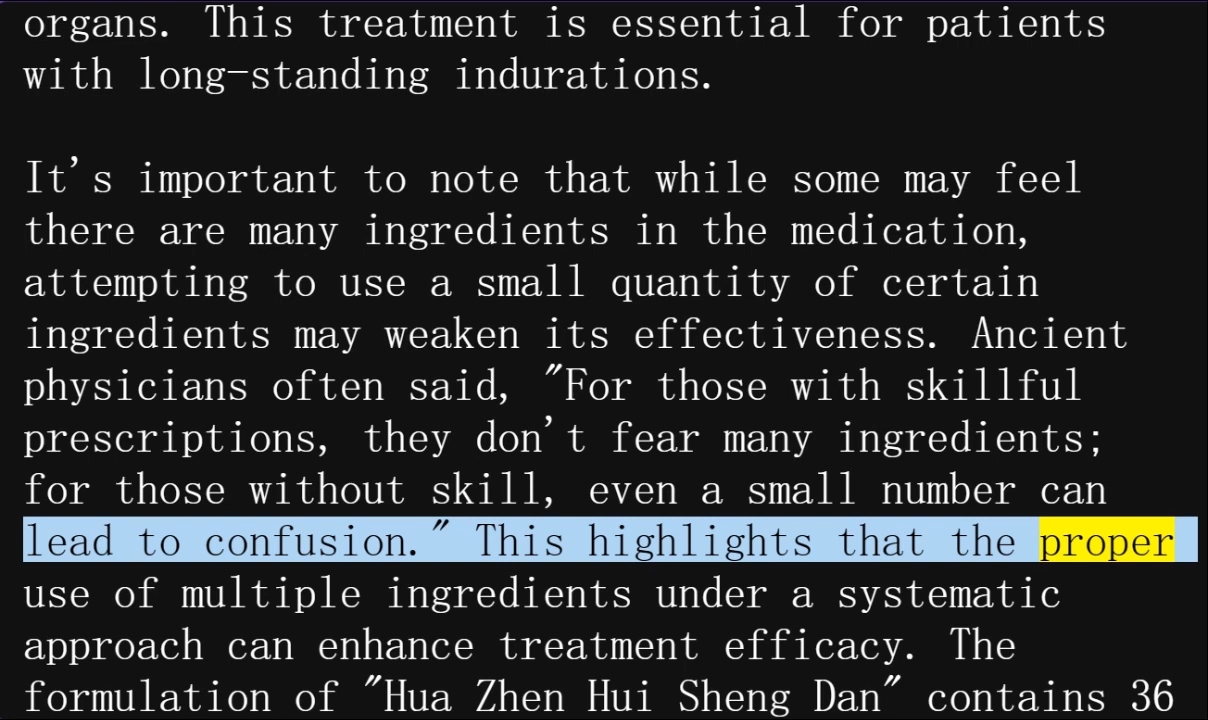 organs. This treatment is essential for patients
with long-standing indurations.
It's important to note that while some may feel
there are many ingredients in the medication,
attempting to use a small quantity of certain
ingredients may weaken its effectiveness. Ancient
physicians often said, "For those with skillful
prescriptions, they don't fear many ingredients;
for those without skill, even a small number can
lead to confusion." This highlights that the proper
use of multiple ingredients under a systematic
approach can enhance treatment efficacy. The
formulation of "Hua Zhen Hui Sheng Dan" contains 36